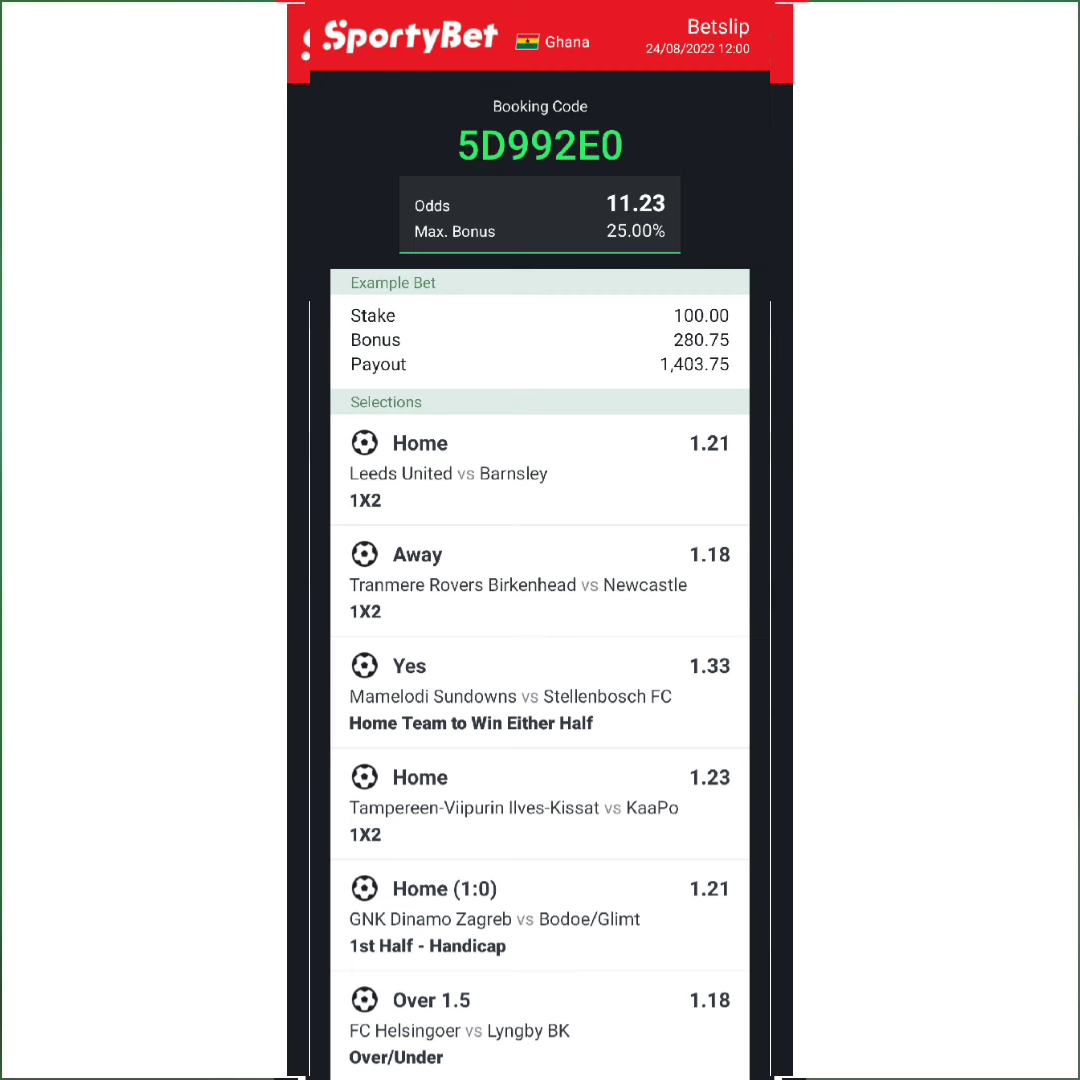 SportyBet Ghana Betslip
24/08/2022 12:00
Booking Code
5D992E0
Odds 11.23
Max. Bonus 25.00%
Example Bet
Stake 100.00
Bonus 280.75
Payout 1,403.75
Selections
Home 1.21
Leeds United vs Barnsley
1X2
Away 1.18
Tranmere Rovers Birkenhead vs Newcastle
1X2
Yes 1.33
Mamelodi Sundowns vs Stellenbosch FC
Home Team to Win Either Half
Home 1.23
Tampereen-Viipurin Ilves-Kissat vs KaaPo
1X2
Home (1:0) 1.21
GNK Dinamo Zagreb vs Bodoe/Glimt
1st Half - Handicap
Over 1.5 1.18
FC Helsingoer vs Lyngby BK
Over/Under